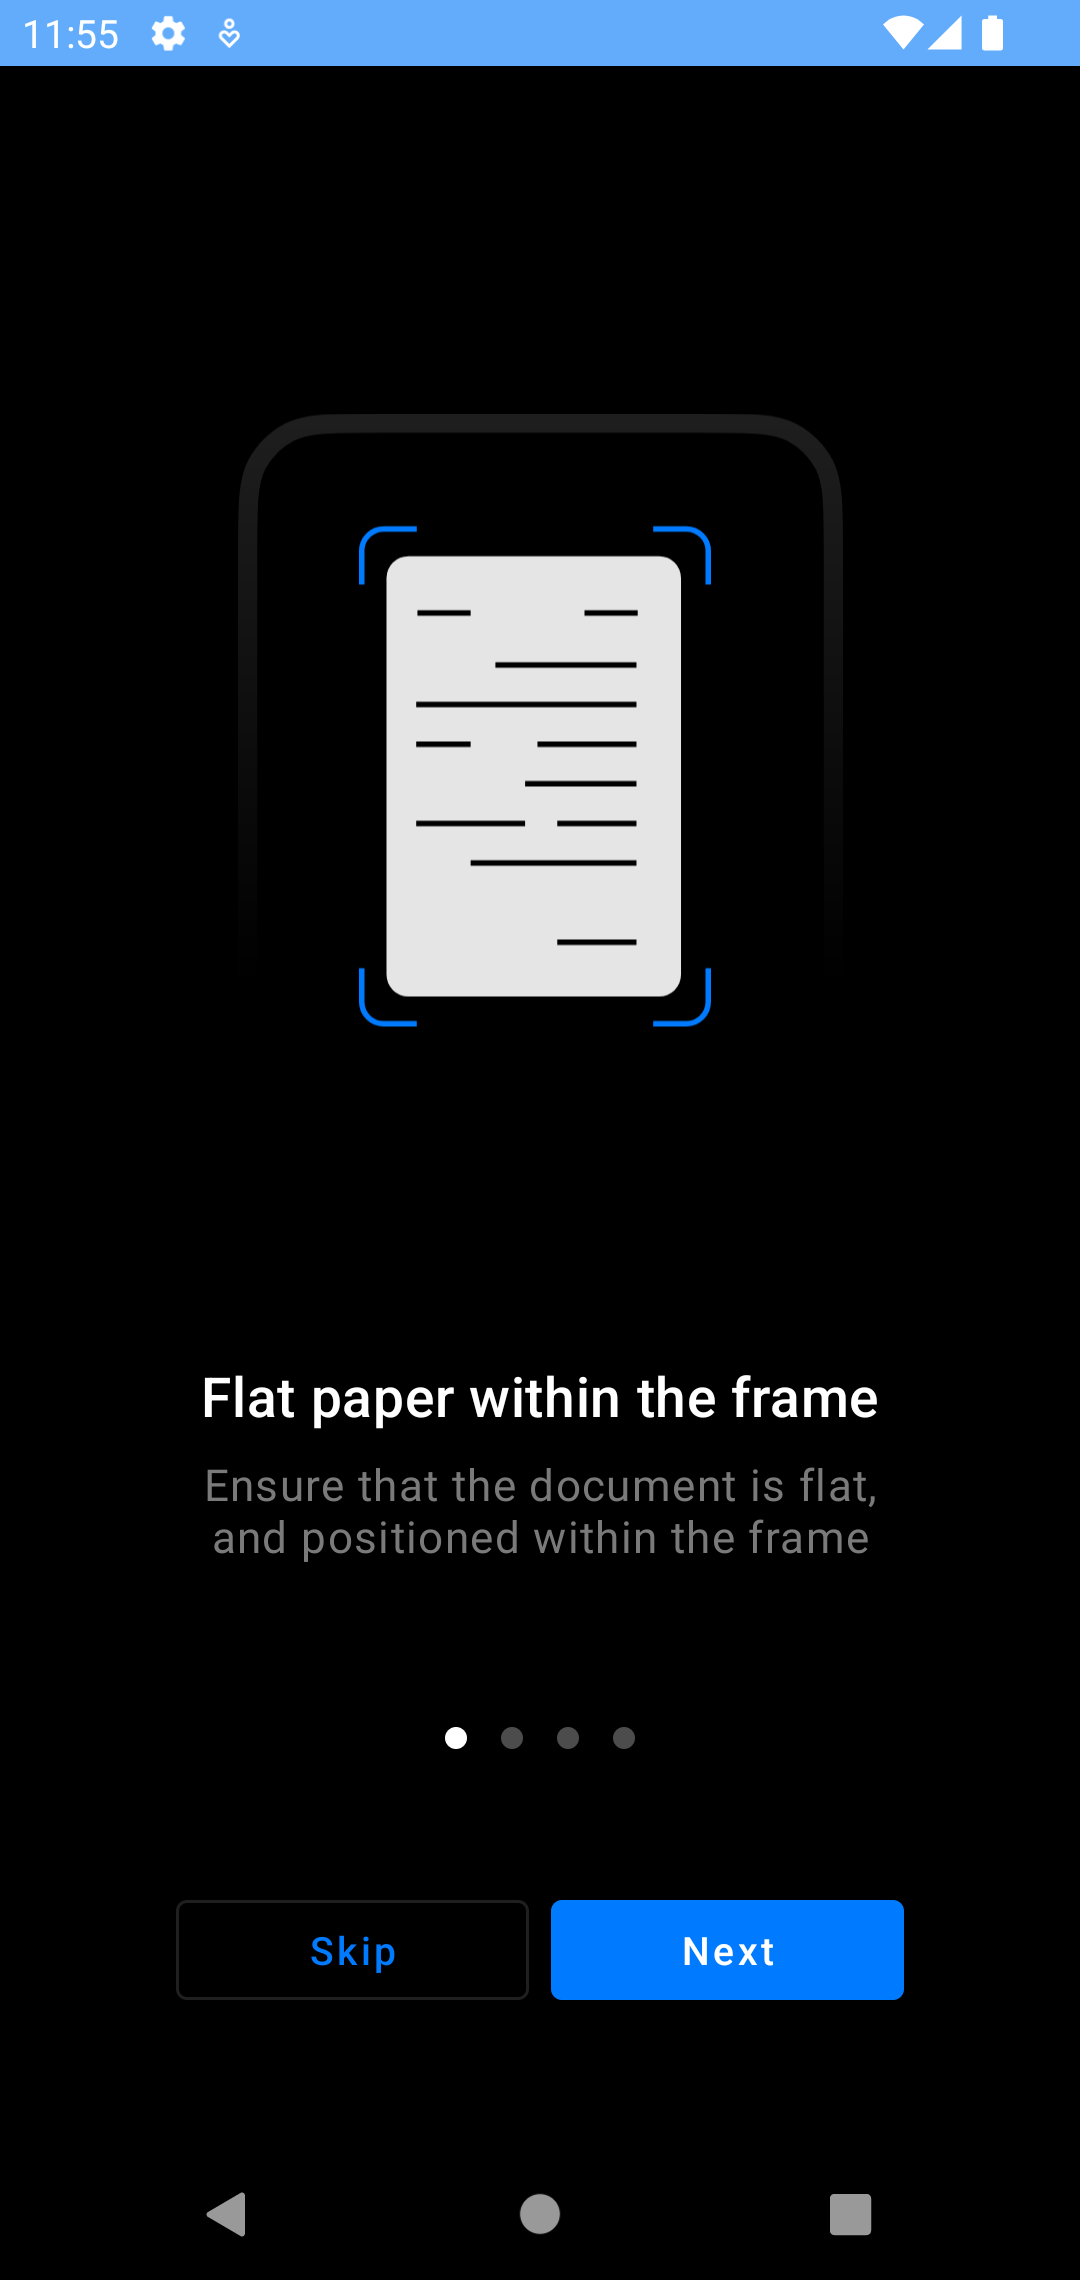 11:55
Flat paper within the frame
Ensure that the document is flat,
and positioned within the frame
Skip
Next